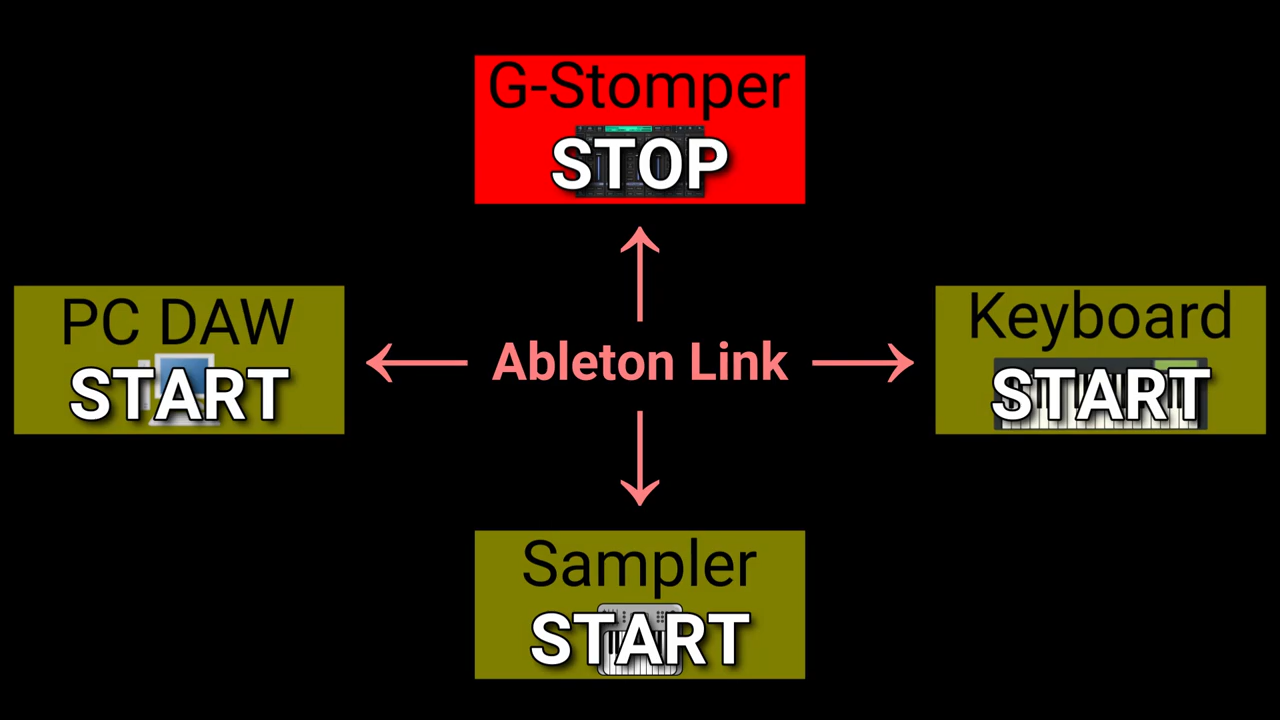 G-Stomper
STOP
PC DAW
START
Ableton Link
Keyboard
START
Sampler
START